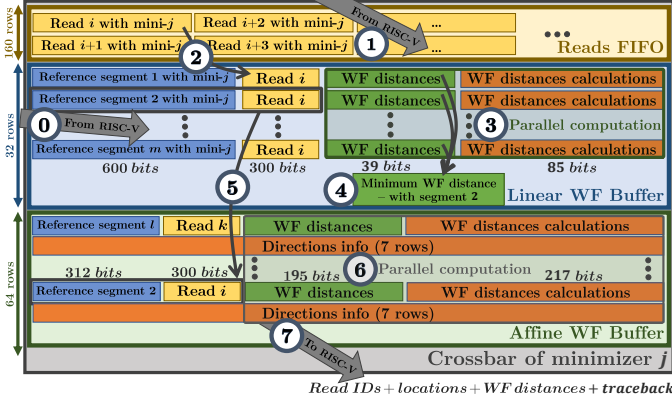 From RISC-V
160 rows
Read i with mini-j
Read i+2 with mini-j
...
Read i+1 with mini-j
Read i+3 with mini-j
...
1
Reads FIFO
2
32 rows
Reference segment 1 with mini-j
Read i
WF distances
WF distances calculations
Reference segment 2 with mini-j
Read i
WF distances
WF distances calculations
0
From RISC-V
3
Parallel computation
Reference segment m with mini-j
Read i
WF distances
WF distances calculations
600 bits
300 bits
39 bits
85 bits
5
4
Minimum WF distance
– with segment 2
Linear WF Buffer
64 rows
Reference segment l
Read k
WF distances
WF distances calculations
Directions info (7 rows)
312 bits
300 bits
195 bits
6
Parallel computation
217 bits
Reference segment 2
Read i
WF distances
WF distances calculations
Directions info (7 rows)
7
To RISC-V
Affine WF Buffer
Crossbar of minimizer j
Read IDs+locations+WF distances+traceback